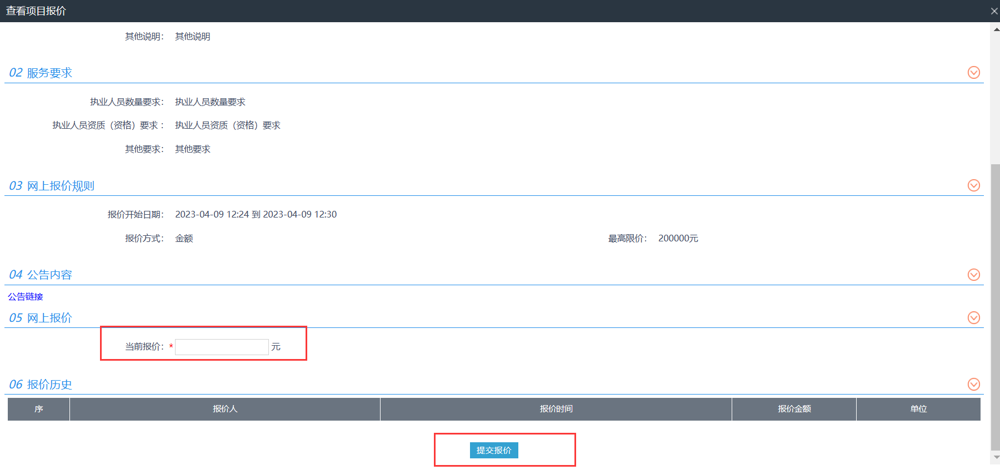 查看项目报价
其他说明： 其他说明
02 服务要求
执业人员数量要求： 执业人员数量要求
执业人员资质（资格）要求 ： 执业人员资质（资格）要求
其他要求： 其他要求
03 网上报价规则
报价开始日期： 2023-04-09 12:24 到 2023-04-09 12:30
报价方式： 金额 最高限价： 200000元
04 公告内容
公告链接
05 网上报价
当前报价：* 元
06 报价历史
序 报价人 报价时间 报价金额 单位
提交报价